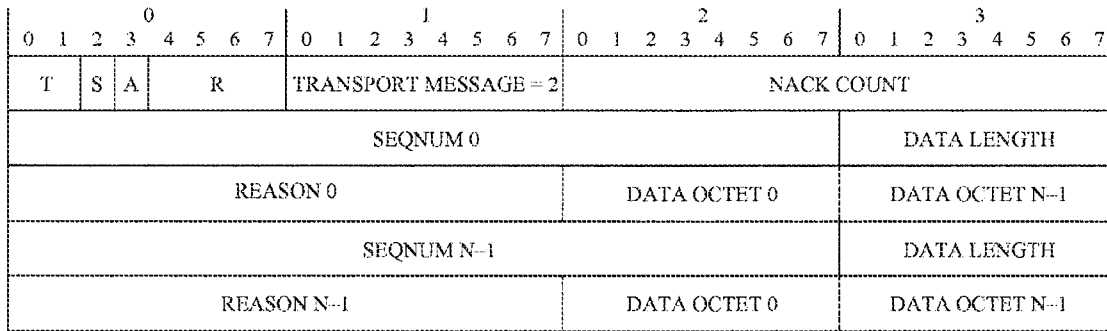 0 1 2 3
0 1 2 3 4 5 6 7 0 1 2 3 4 5 6 7 0 1 2 3 4 5 6 7 0 1 2 3 4 5 6 7
T S A R TRANSPORT MESSAGE = 2 NACK COUNT
SEQNUM 0 DATA LENGTH
REASON 0 DATA OCTET 0 DATA OCTET N-1
SEQNUM N-1 DATA LENGTH
REASON N-1 DATA OCTET 0 DATA OCTET N-1